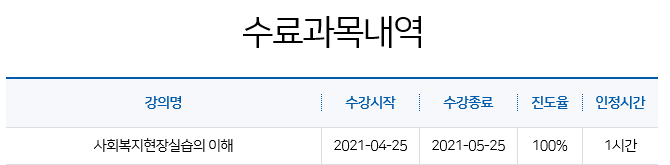 수료과목내역
강의명 수강시작 수강종료 진도율 인정시간
사회복지현장실습의 이해 2021-04-25 2021-05-25 100% 1시간